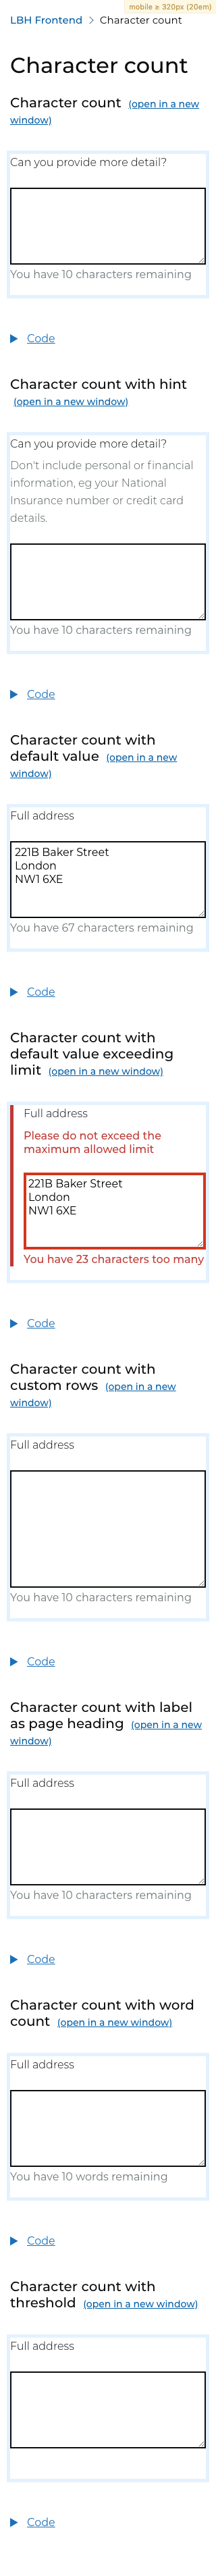 mobile ≥ 320px (20em)
LBH Frontend > Character count
Character count
Character count (open in a new
window)
Can you provide more detail?
You have 10 characters remaining
Code
Character count with hint
(open in a new window)
Can you provide more detail?
Don't include personal or financial
information, eg your National
Insurance number or credit card
details.
You have 10 characters remaining
Code
Character count with
default value (open in a new
window)
Full address
221B Baker Street
London
NW1 6XE
You have 67 characters remaining
Code
Character count with
default value exceeding
limit (open in a new window)
Full address
Please do not exceed the
maximum allowed limit
221B Baker Street
London
NW1 6XE
You have 23 characters too many
Code
Character count with
custom rows (open in a new
window)
Full address
You have 10 characters remaining
Code
Character count with label
as page heading (open in a new
window)
Full address
You have 10 characters remaining
Code
Character count with word
count (open in a new window)
Full address
You have 10 words remaining
Code
Character count with
threshold (open in a new window)
Full address
Code